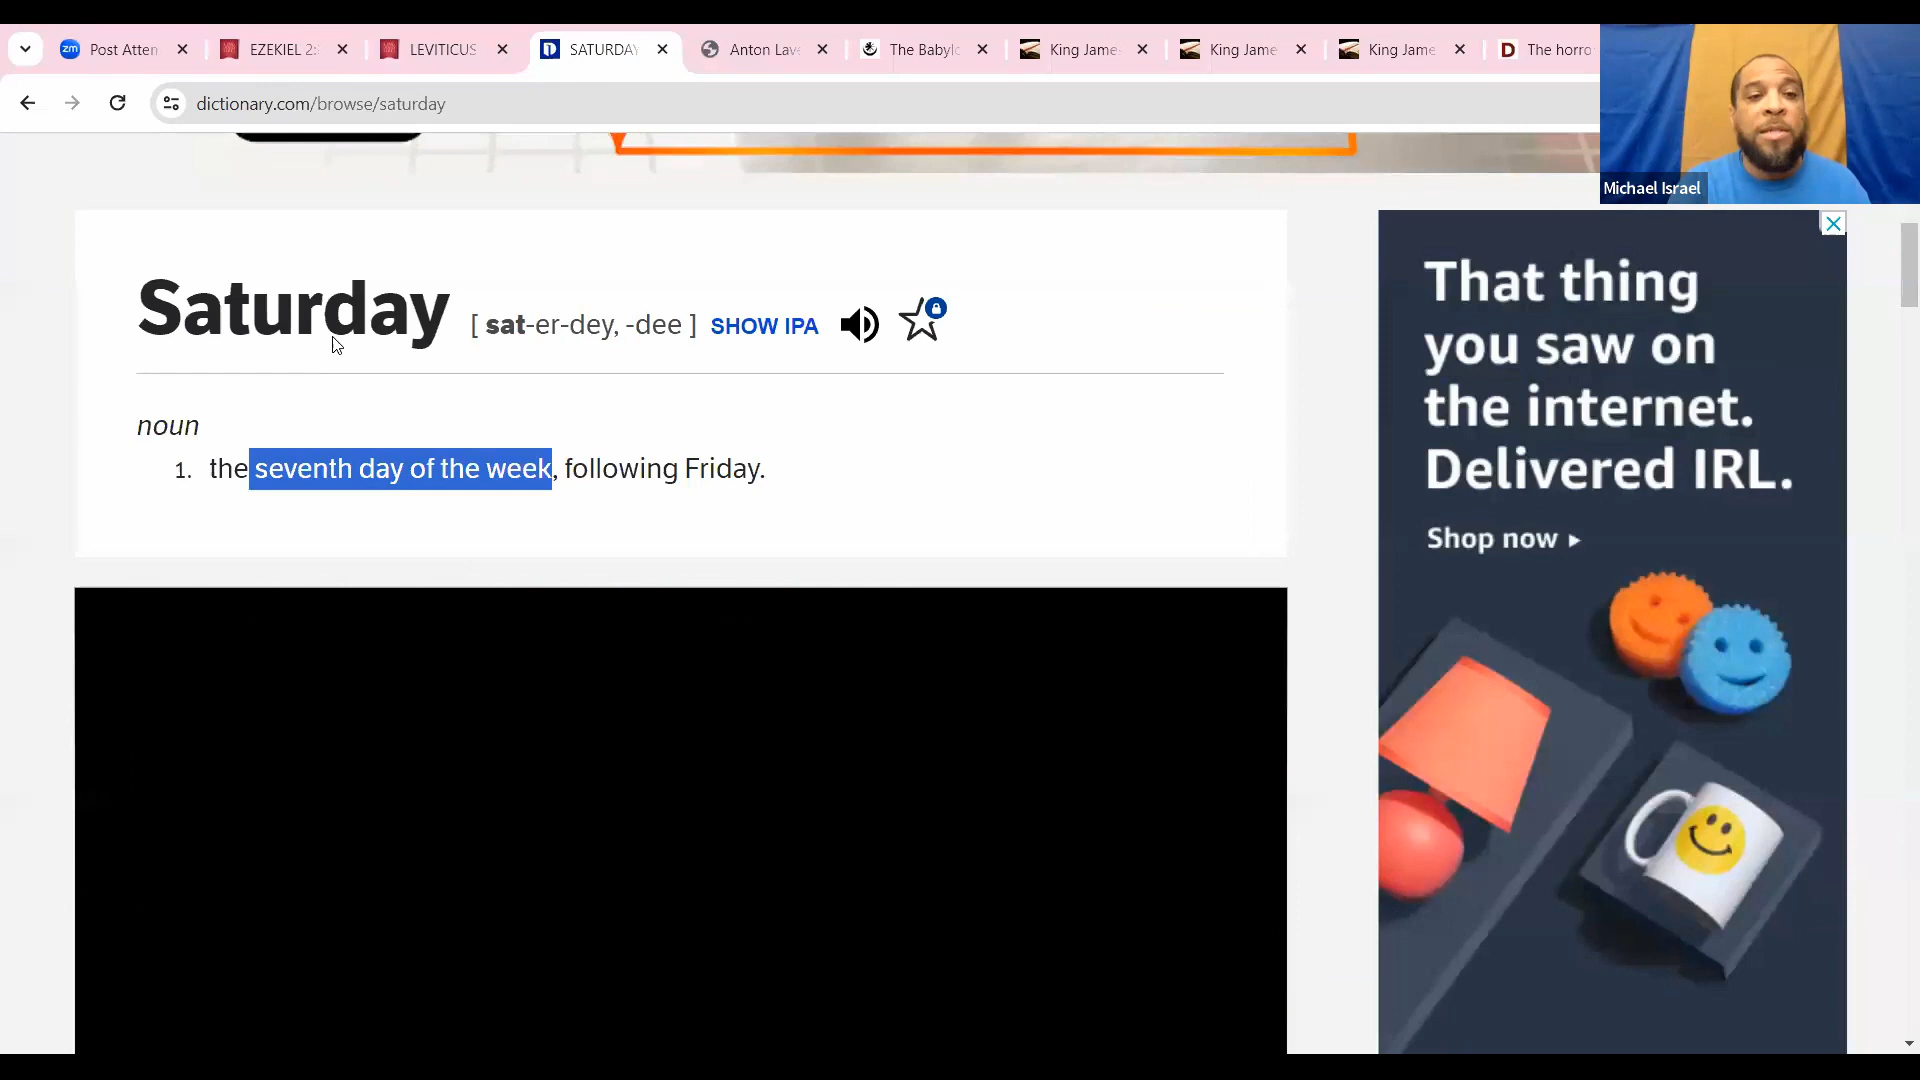 Post Atten
EZEKIEL 2:
LEVITICUS
SATURDAY
Anton Lav
The Babyl
King Jame
King Jame
King Jame
The horro
dictionary.com/browse/saturday
Michael Israel
Saturday [ sat-er-dey, -dee ] SHOW IPA
noun
1. the seventh day of the week, following Friday.
That thing
you saw on
the internet.
Delivered IRL.
Shop now ▸